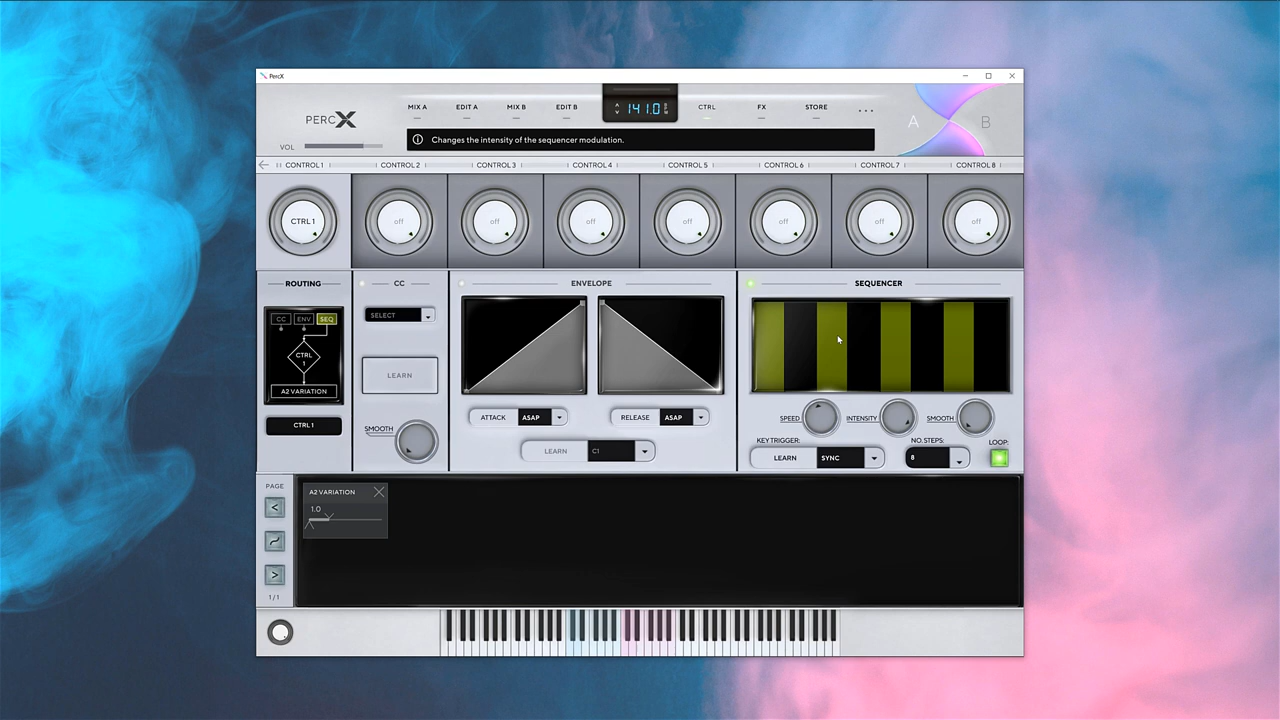 PercX
MIX A
EDIT A
MIX B
EDIT B
141.0
CTRL
FX
STORE
...
PERCX
A
B
VOL
Changes the intensity of the sequencer modulation.
CONTROL 1
CONTROL 2
CONTROL 3
CONTROL 4
CONTROL 5
CONTROL 6
CONTROL 7
CONTROL 8
CTRL 1
off
off
off
off
off
off
off
ROUTING
CC
ENVELOPE
SEQUENCER
CC
ENV
SEQ
CTRL
1
A2 VARIATION
CTRL 1
SELECT
LEARN
SMOOTH
ATTACK
ASAP
RELEASE
ASAP
LEARN
C1
SPEED
INTENSITY
SMOOTH
KEY TRIGGER:
NO. STEPS:
LOOP:
LEARN
SYNC
8
PAGE
<
>
1 / 1
A2 VARIATION
1.0